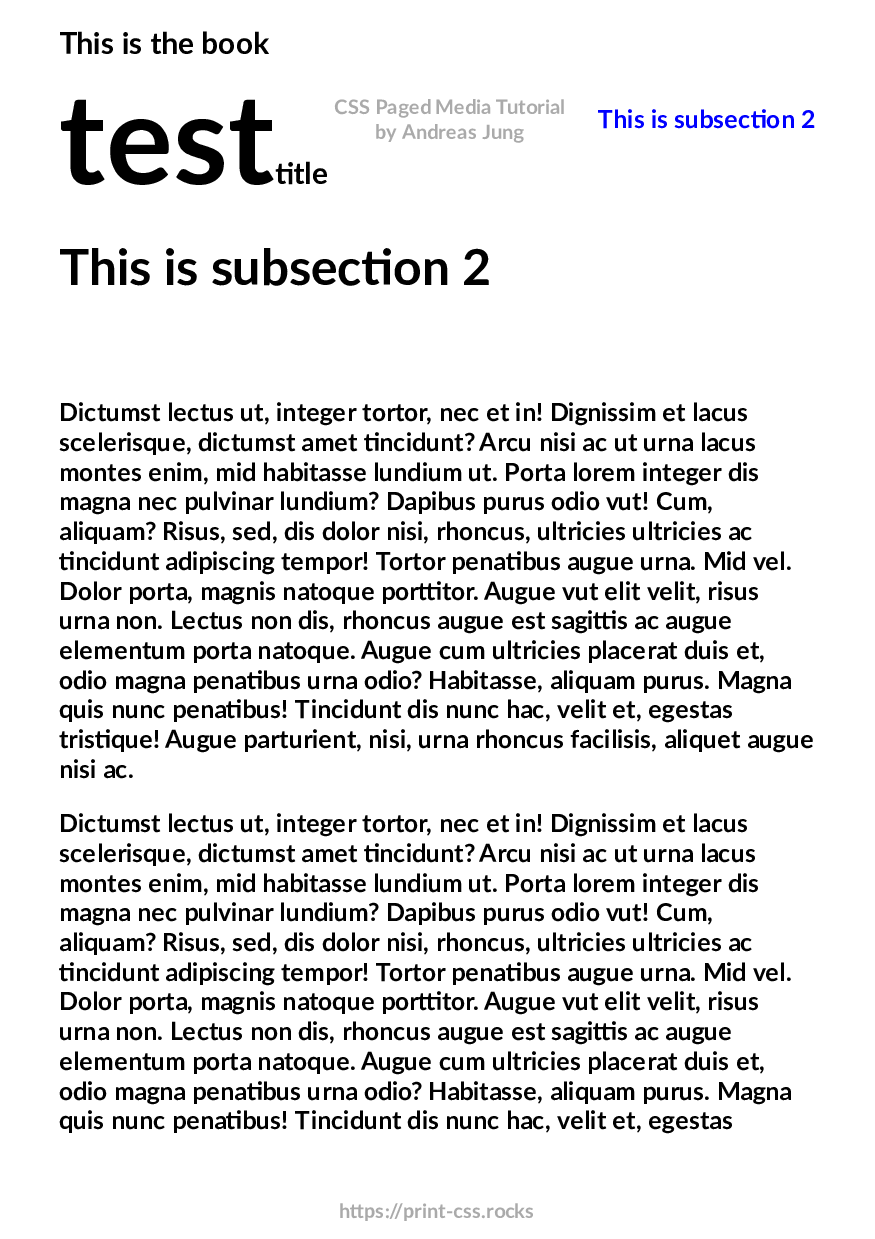 This is the book
test title
CSS Paged Media Tutorial
by Andreas Jung
This is subsection 2
This is subsection 2
Dictumst lectus ut, integer tortor, nec et in! Dignissim et lacus
scelerisque, dictumst amet tincidunt? Arcu nisi ac ut urna lacus
montes enim, mid habitasse lundium ut. Porta lorem integer dis
magna nec pulvinar lundium? Dapibus purus odio vut! Cum,
aliquam? Risus, sed, dis dolor nisi, rhoncus, ultricies ultricies ac
tincidunt adipiscing tempor! Tortor penatibus augue urna. Mid vel.
Dolor porta, magnis natoque porttitor. Augue vut elit velit, risus
urna non. Lectus non dis, rhoncus augue est sagittis ac augue
elementum porta natoque. Augue cum ultricies placerat duis et,
odio magna penatibus urna odio? Habitasse, aliquam purus. Magna
quis nunc penatibus! Tincidunt dis nunc hac, velit et, egestas
tristique! Augue parturient, nisi, urna rhoncus facilisis, aliquet augue
nisi ac.
Dictumst lectus ut, integer tortor, nec et in! Dignissim et lacus
scelerisque, dictumst amet tincidunt? Arcu nisi ac ut urna lacus
montes enim, mid habitasse lundium ut. Porta lorem integer dis
magna nec pulvinar lundium? Dapibus purus odio vut! Cum,
aliquam? Risus, sed, dis dolor nisi, rhoncus, ultricies ultricies ac
tincidunt adipiscing tempor! Tortor penatibus augue urna. Mid vel.
Dolor porta, magnis natoque porttitor. Augue vut elit velit, risus
urna non. Lectus non dis, rhoncus augue est sagittis ac augue
elementum porta natoque. Augue cum ultricies placerat duis et,
odio magna penatibus urna odio? Habitasse, aliquam purus. Magna
quis nunc penatibus! Tincidunt dis nunc hac, velit et, egestas
https://print-css.rocks